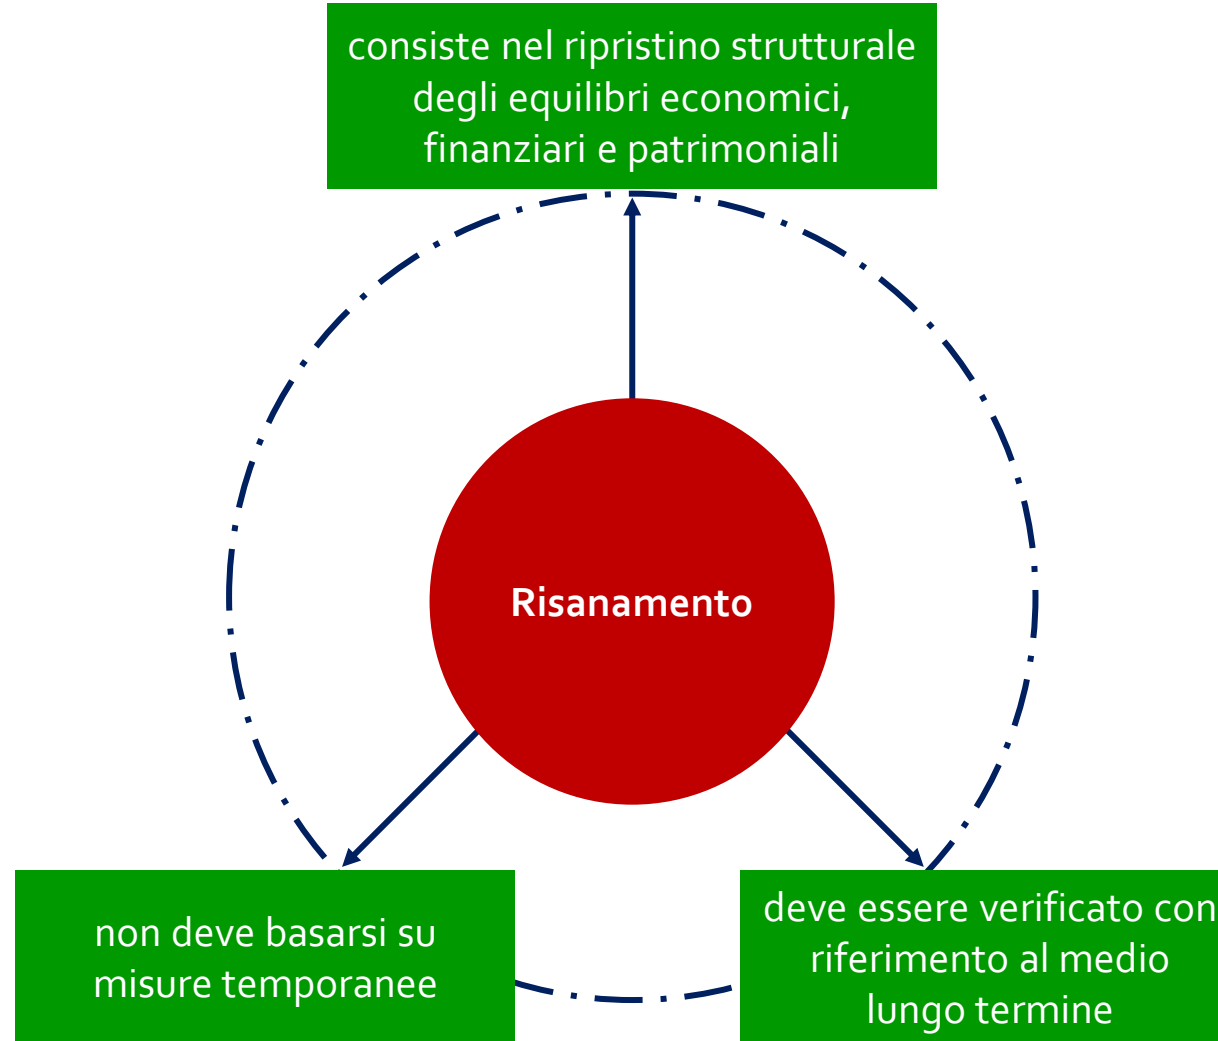 consiste nel ripristino strutturale
degli equilibri economici,
finanziari e patrimoniali
Risanamento
non deve basarsi su
misure temporanee
deve essere verificato con
riferimento al medio
lungo termine